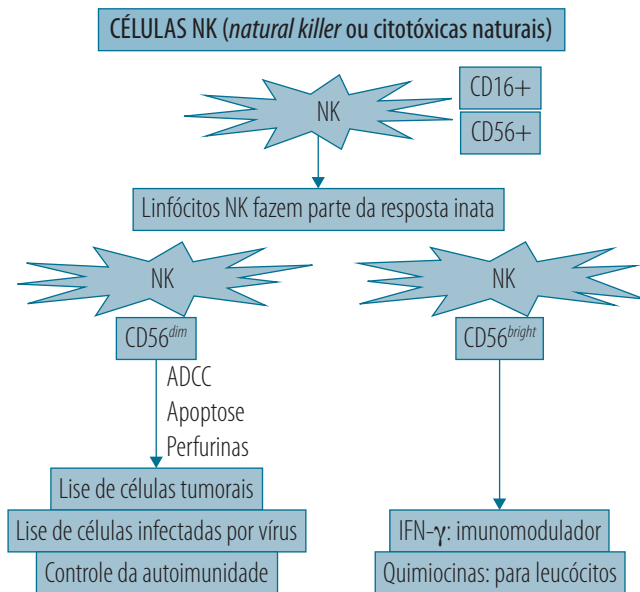 CÉLULAS NK (natural killer ou citotóxicas naturais)
NK
CD16+
CD56+
Linfócitos NK fazem parte da resposta inata
NK
CD56dim
ADCC
Apoptose
Perfurinas
Lise de células tumorais
Lise de células infectadas por vírus
Controle da autoimunidade
NK
CD56bright
IFN-γ: imunomodulador
Quimiocinas: para leucócitos